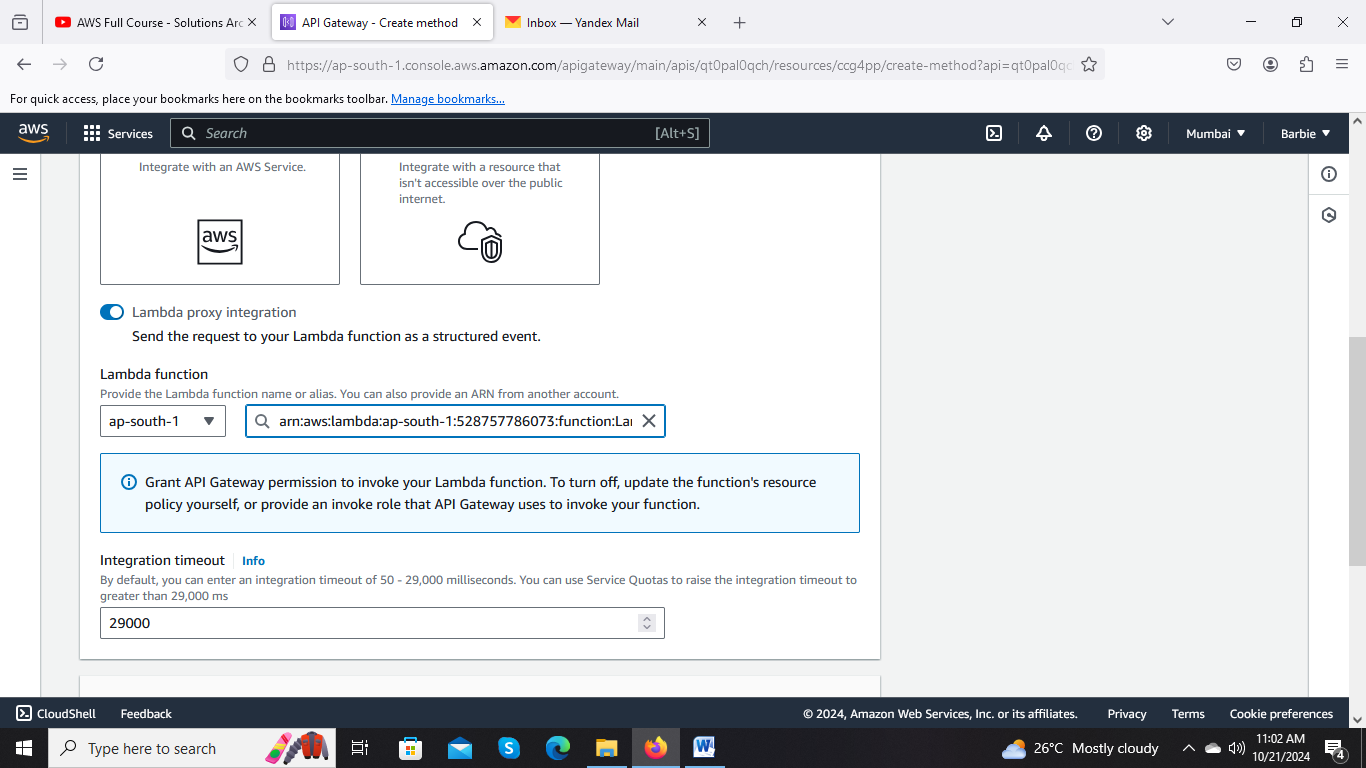 AWS Full Course - Solutions Arc
API Gateway - Create method
Inbox — Yandex Mail
https://ap-south-1.console.aws.amazon.com/apigateway/main/apis/qt0pal0qch/resources/ccg4pp/create-method?api=qt0pal0qc
For quick access, place your bookmarks here on the bookmarks toolbar. Manage bookmarks...
aws
Services
Search
[Alt+S]
Mumbai
Barbie
Integrate with an AWS Service.
aws
Integrate with a resource that
isn't accessible over the public
internet.
Lambda proxy integration
Send the request to your Lambda function as a structured event.
Lambda function
Provide the Lambda function name or alias. You can also provide an ARN from another account.
ap-south-1
arn:aws:lambda:ap-south-1:528757786073:function:Lar
Grant API Gateway permission to invoke your Lambda function. To turn off, update the function's resource
policy yourself, or provide an invoke role that API Gateway uses to invoke your function.
Integration timeout
Info
By default, you can enter an integration timeout of 50 - 29,000 milliseconds. You can use Service Quotas to raise the integration timeout to
greater than 29,000 ms
29000
CloudShell
Feedback
© 2024, Amazon Web Services, Inc. or its affiliates.
Privacy
Terms
Cookie preferences
Type here to search
26°C Mostly cloudy
11:02 AM
10/21/2024
4